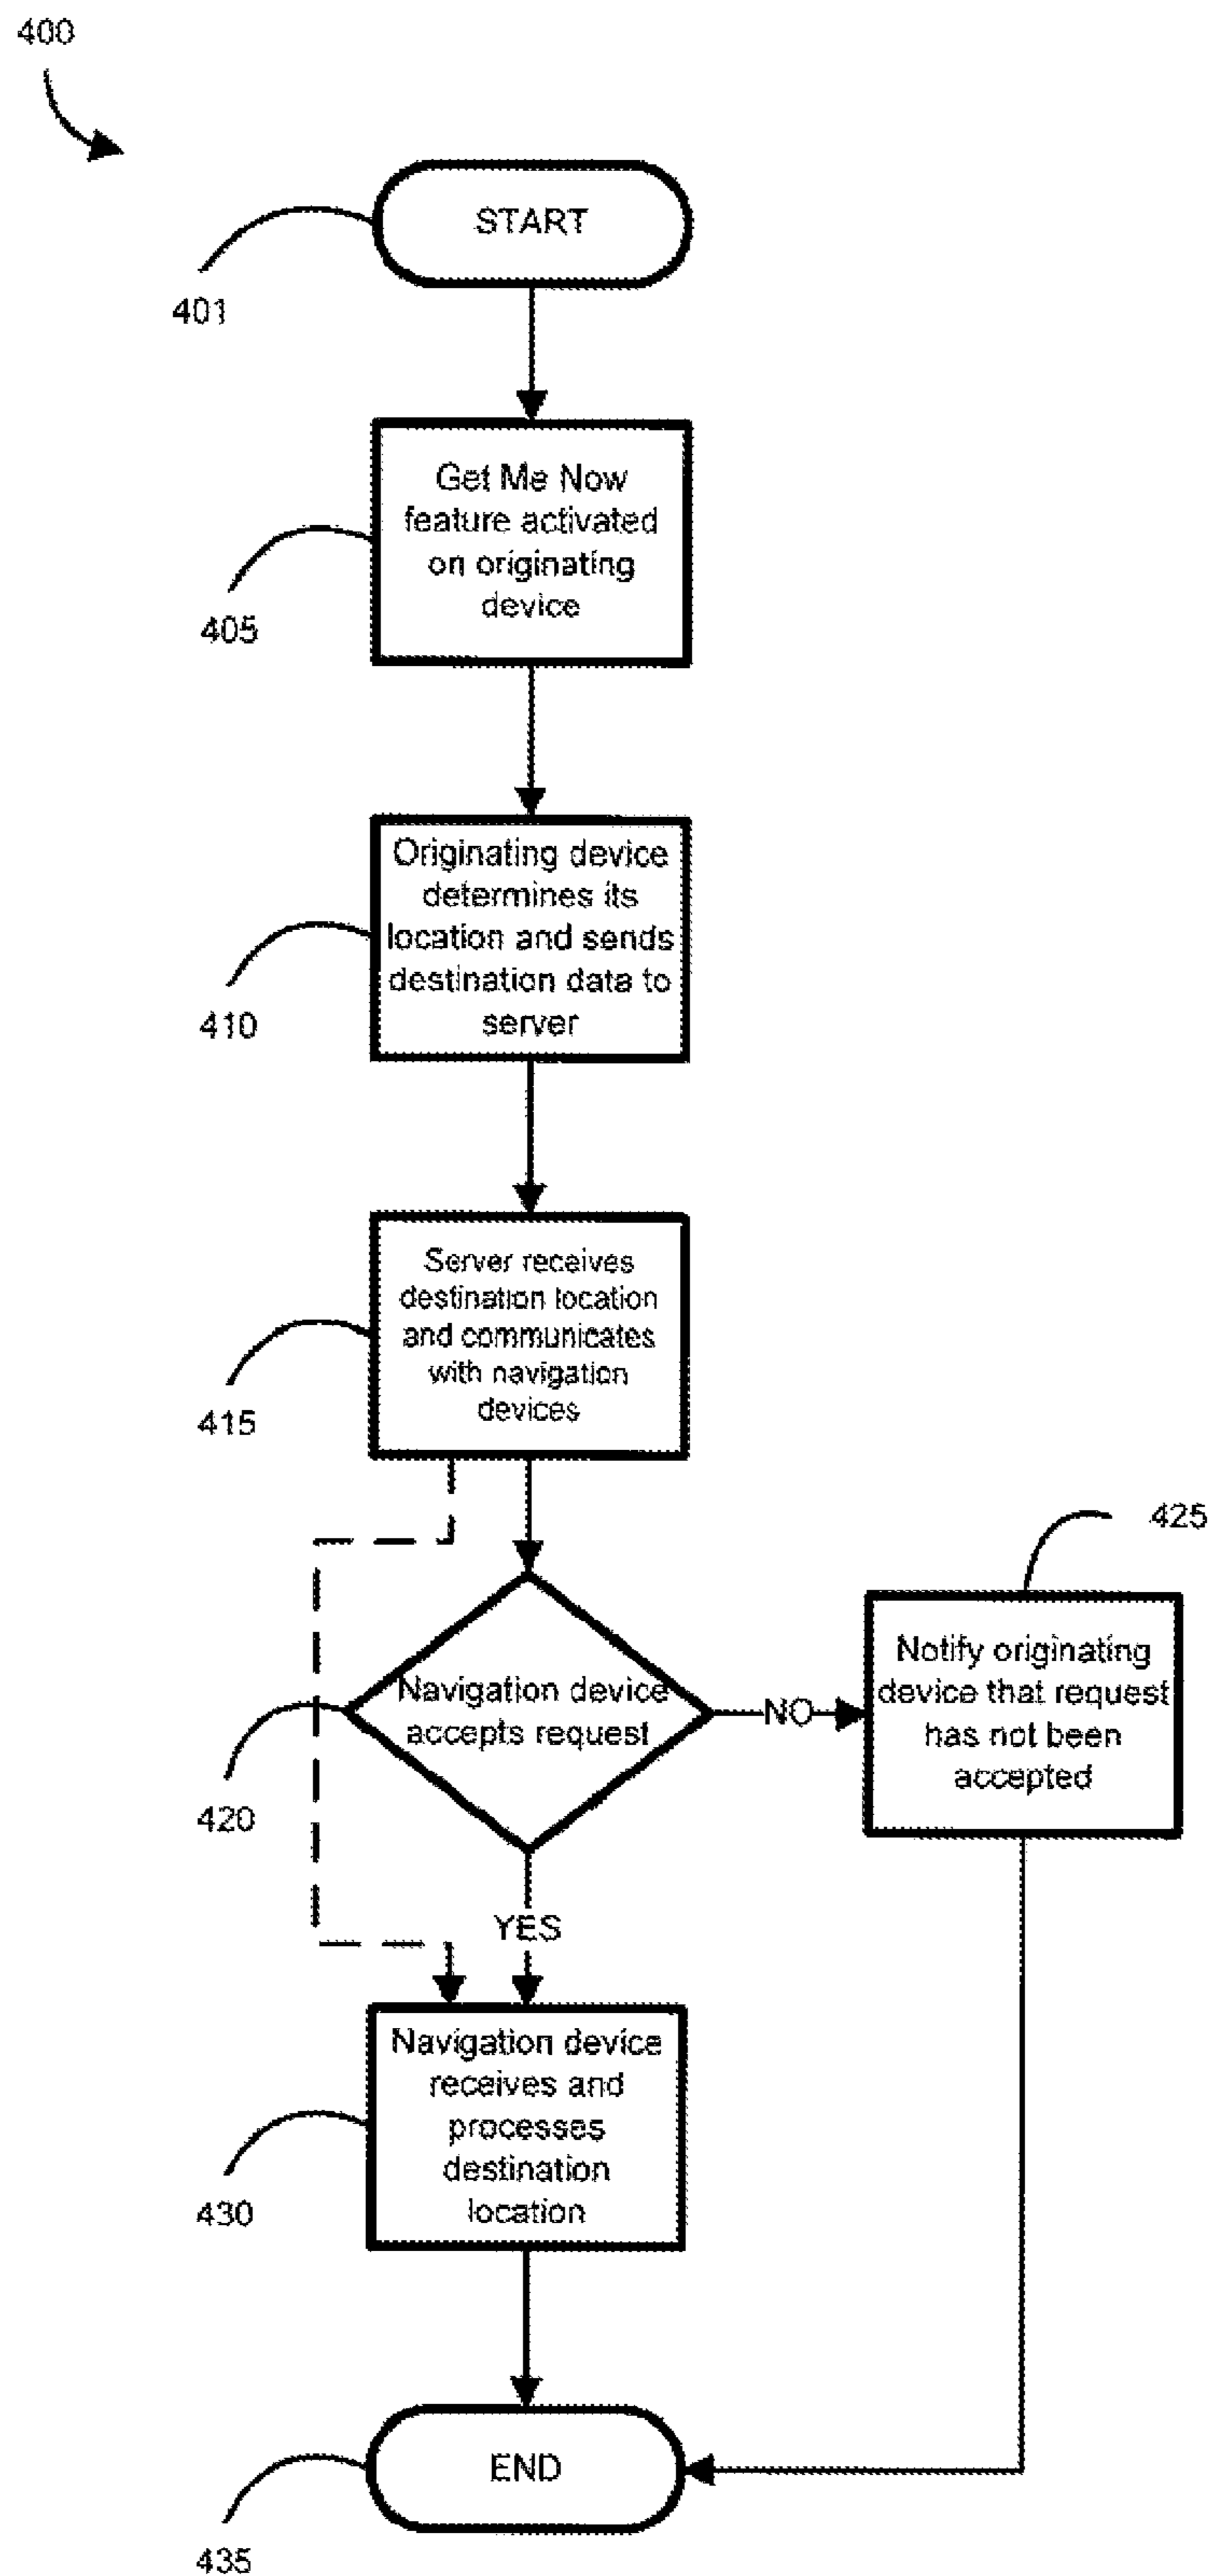 400
START
401
Get Me Now
feature activated
on originating
device
405
Originating device
determines its
location and sends
destination data to
server
410
Server receives
destination location
and communicates
with navigation
devices
415
425
Notify originating
device that request
has not been
accepted
Navigation device
accepts request
NO
420
YES
Navigation device
receives and
processes
destination
location
430
END
435